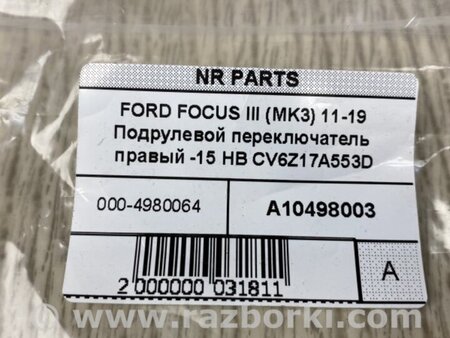 NR PARTS
FORD FOCUS III (MK3) 11-19
Подрулевой переключатель
правый -15 HB CV6Z17A553D
000-4980064
A10498003
2 000000 031811
A
© www.razborki.com